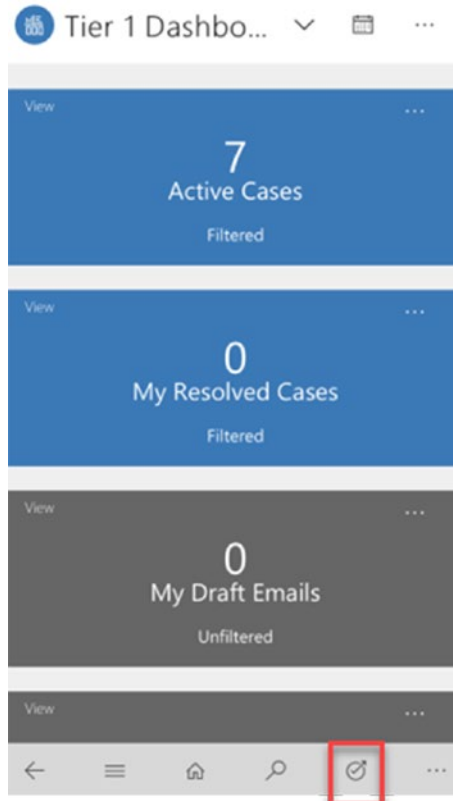 Tier 1 Dashbo...
View
7
Active Cases
Filtered
View
0
My Resolved Cases
Filtered
View
0
My Draft Emails
Unfiltered
View